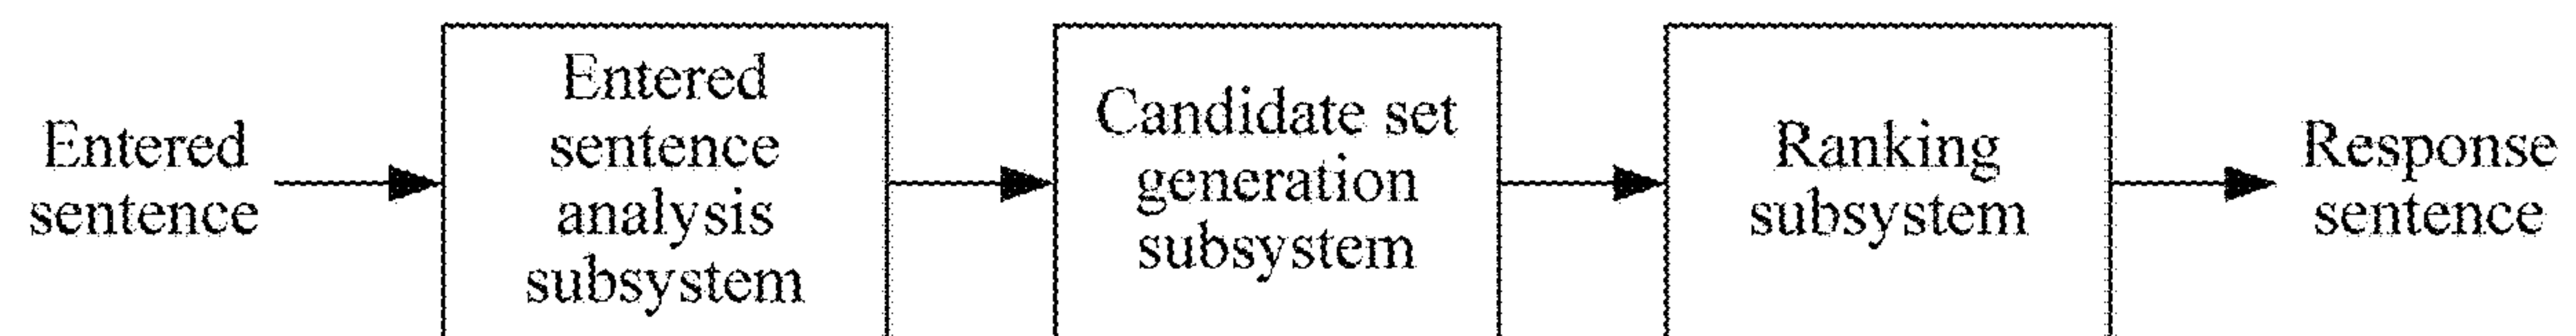 Entered
sentence
Entered
sentence
analysis
subsystem
Candidate set
generation
subsystem
Ranking
subsystem
Response
sentence